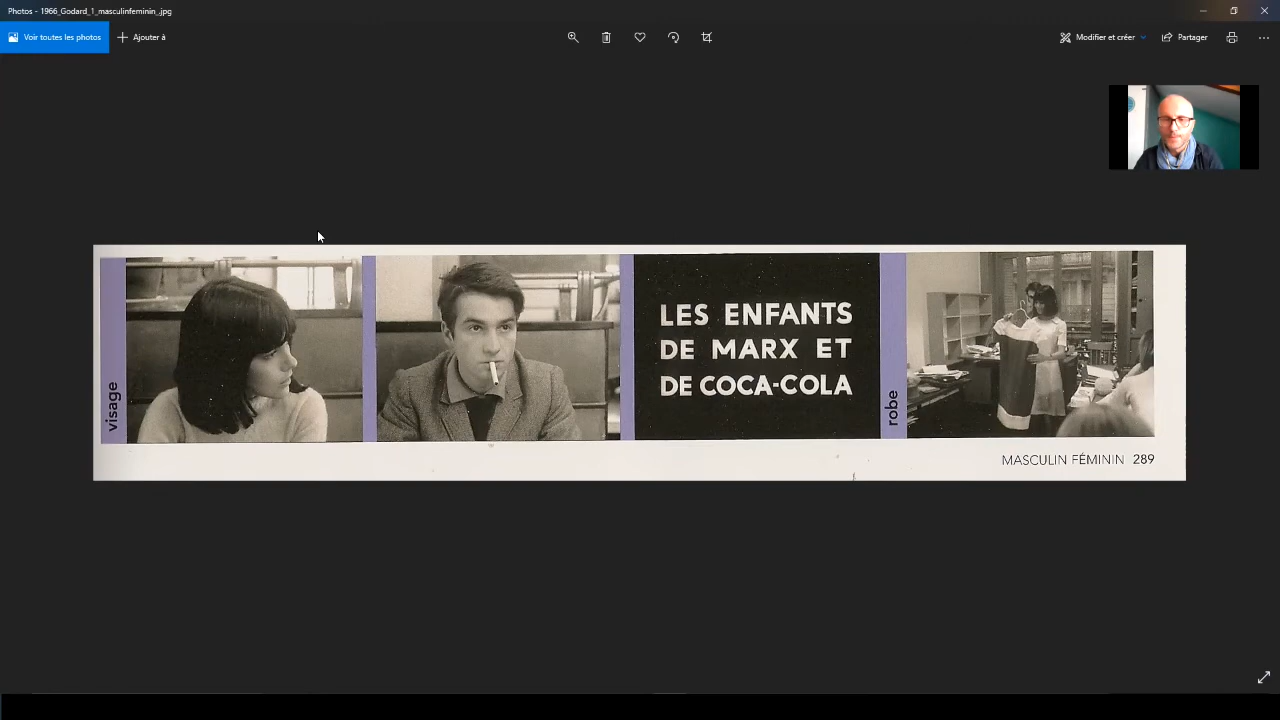 Photos - 1966_Godard_1_masculinfeminin_.jpg
Voir toutes les photos
Ajouter à
Modifier et créer
Partager
visage
LES ENFANTS
DE MARX ET
DE COCA-COLA
robe
MASCULIN FÉMININ 289